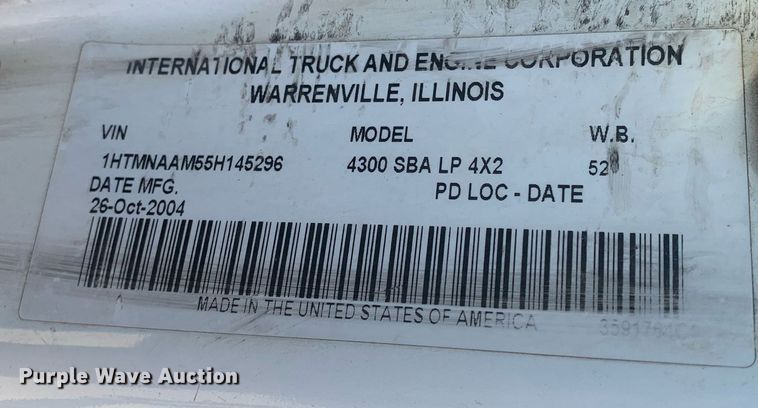 INTERNATIONAL TRUCK AND ENGINE CORPORATION
WARRENVILLE, ILLINOIS
VIN MODEL W.B.
1HTMNAAM55H145296 4300 SBA LP 4X2
DATE MFG. PD LOC - DATE
26-Oct-2004
MADE IN THE UNITED STATES OF AMERICA
Purple Wave Auction